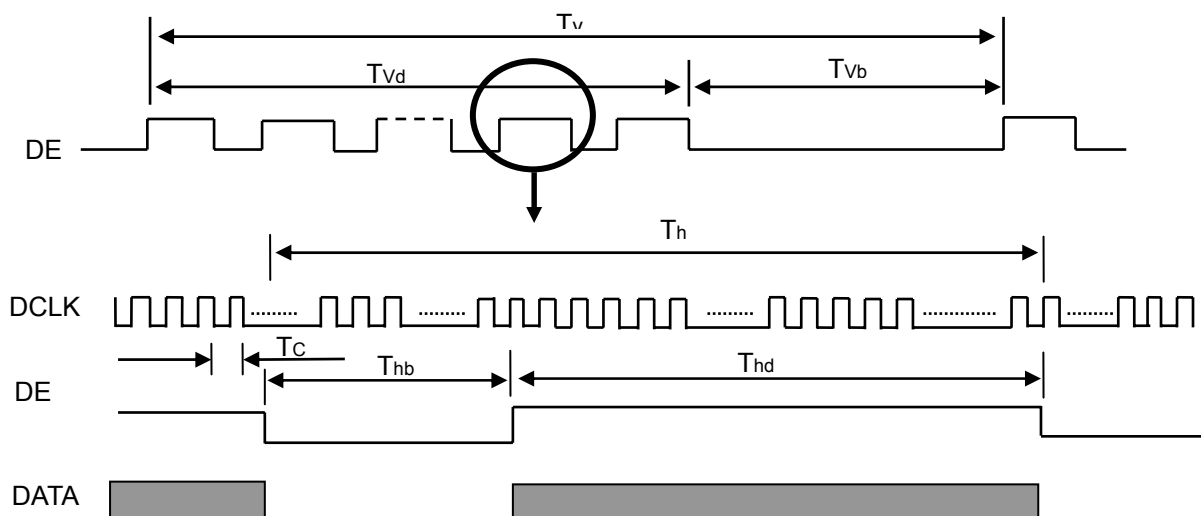 Tv
TVd
TVb
DE
Th
DCLK
TC
Thb
Thd
DE
DATA